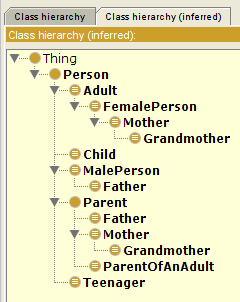 Class hierarchy Class hierarchy (inferred)
Class hierarchy (inferred):
Thing
Person
Adult
FemalePerson
Mother
Grandmother
Child
MalePerson
Father
Parent
Father
Mother
Grandmother
ParentOfAnAdult
Teenager